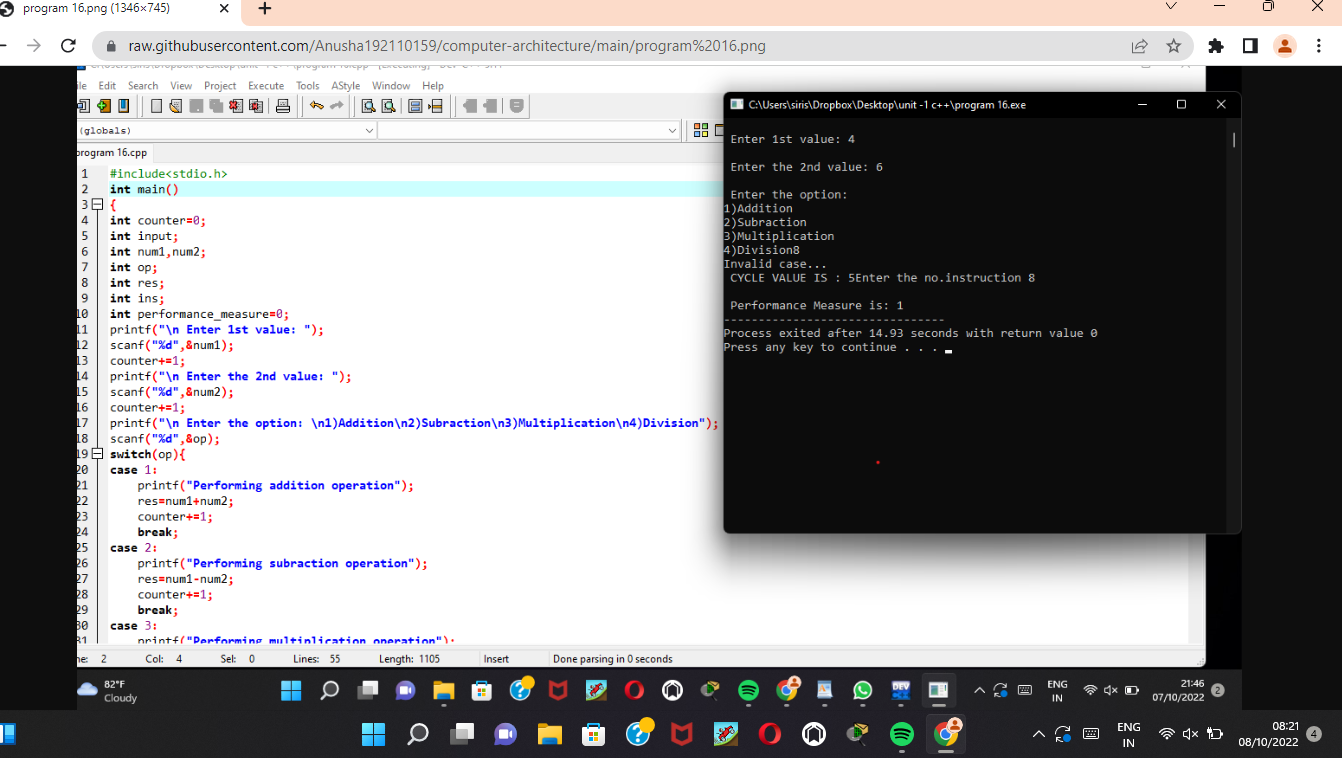 program 16.png (1346×745)
raw.githubusercontent.com/Anusha192110159/computer-architecture/main/program%2016.png
Edit Search View Project Execute Tools AStyle Window Help
(globals)
program 16.cpp
1 #include<stdio.h>
2 int main()
3 {
4 int counter=0;
5 int input;
6 int num1,num2;
7 int op;
8 int res;
9 int ins;
10 int performance_measure=0;
11 printf("\n Enter 1st value: ");
12 scanf("%d",&num1);
13 counter+=1;
14 printf("\n Enter the 2nd value: ");
15 scanf("%d",&num2);
16 counter+=1;
17 printf("\n Enter the option: \n1)Addition\n2)Subraction\n3)Multiplication\n4)Division");
18 scanf("%d",&op);
19 switch(op){
20 case 1:
21 printf("Performing addition operation");
22 res=num1+num2;
23 counter+=1;
24 break;
25 case 2:
26 printf("Performing subraction operation");
27 res=num1-num2;
28 counter+=1;
29 break;
30 case 3:
31 printf("Performing multiplication operation");
C:\Users\siris\Dropbox\Desktop\unit -1 c++\program 16.exe
Enter 1st value: 4
Enter the 2nd value: 6
Enter the option:
1)Addition
2)Subraction
3)Multiplication
4)Division8
Invalid case...
CYCLE VALUE IS : 5Enter the no.instruction 8
Performance Measure is: 1
--------------------------------
Process exited after 14.93 seconds with return value 0
Press any key to continue . . .
2 Col: 4 Sel: 0 Lines: 55 Length: 1105 Insert Done parsing in 0 seconds
82°F
Cloudy
DEV
ENG
IN
21:46
07/10/2022
2
ENG
IN
08:21
08/10/2022
4